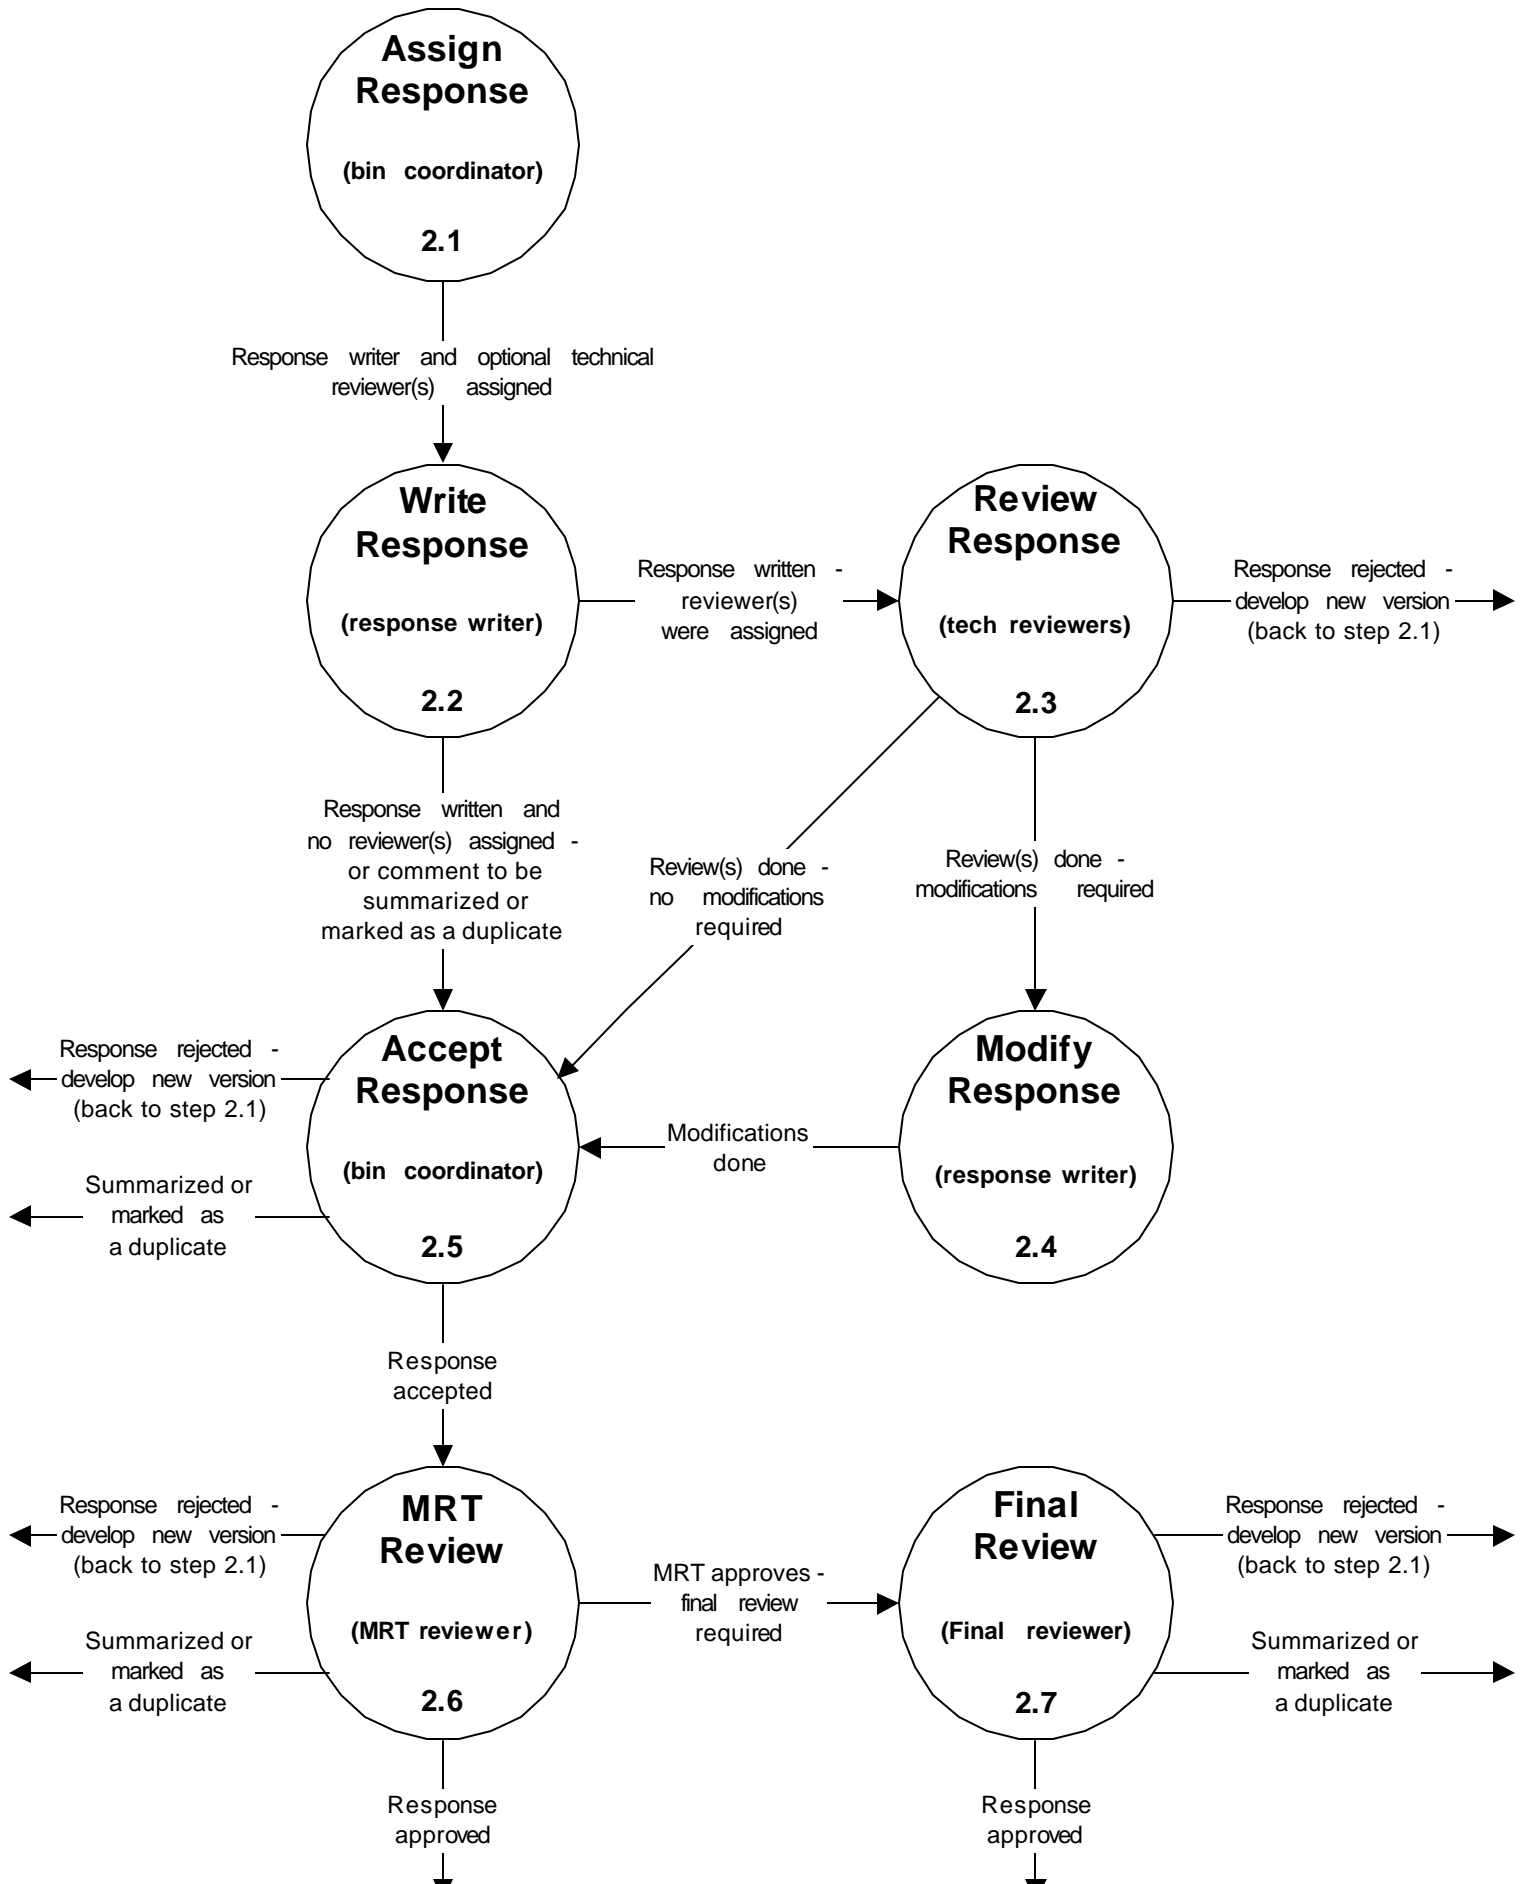 Assign
Response
(bin coordinator)
2.1
Response writer and optional technical
reviewer(s) assigned
Write
Response
(response writer)
2.2
Response written -
reviewer(s)
were assigned
Review
Response
(tech reviewers)
2.3
Response rejected -
develop new version
(back to step 2.1)
Response written and
no reviewer(s) assigned -
or comment to be
summarized or
marked as a duplicate
Review(s) done -
no modifications
required
Review(s) done -
modifications required
Response rejected -
develop new version
(back to step 2.1)
Summarized or
marked as
a duplicate
Accept
Response
(bin coordinator)
2.5
Modifications
done
Modify
Response
(response writer)
2.4
Response
accepted
Response rejected -
develop new version
(back to step 2.1)
Summarized or
marked as
a duplicate
MRT
Review
(MRT reviewer)
2.6
MRT approves -
final review
required
Final
Review
(Final reviewer)
2.7
Response rejected -
develop new version
(back to step 2.1)
Summarized or
marked as
a duplicate
Response
approved
Response
approved